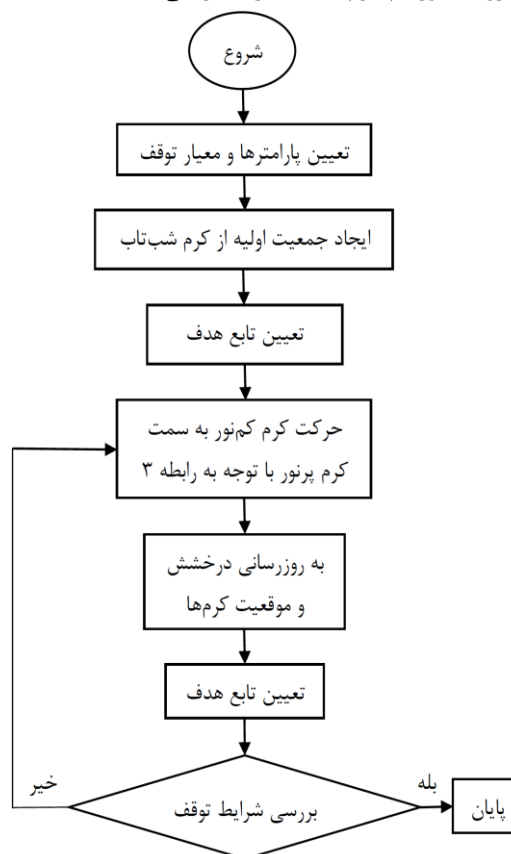 شروع
تعیین پارامترها و معیار توقف
ایجاد جمعیت اولیه از کرم شب‌تاب
تعیین تابع هدف
حرکت کرم کم‌نور به سمت
کرم پرنور با توجه به رابطه ۳
به روزرسانی درخشش
و موقعیت کرم‌ها
تعیین تابع هدف
خیر
بله
بررسی شرایط توقف
پایان